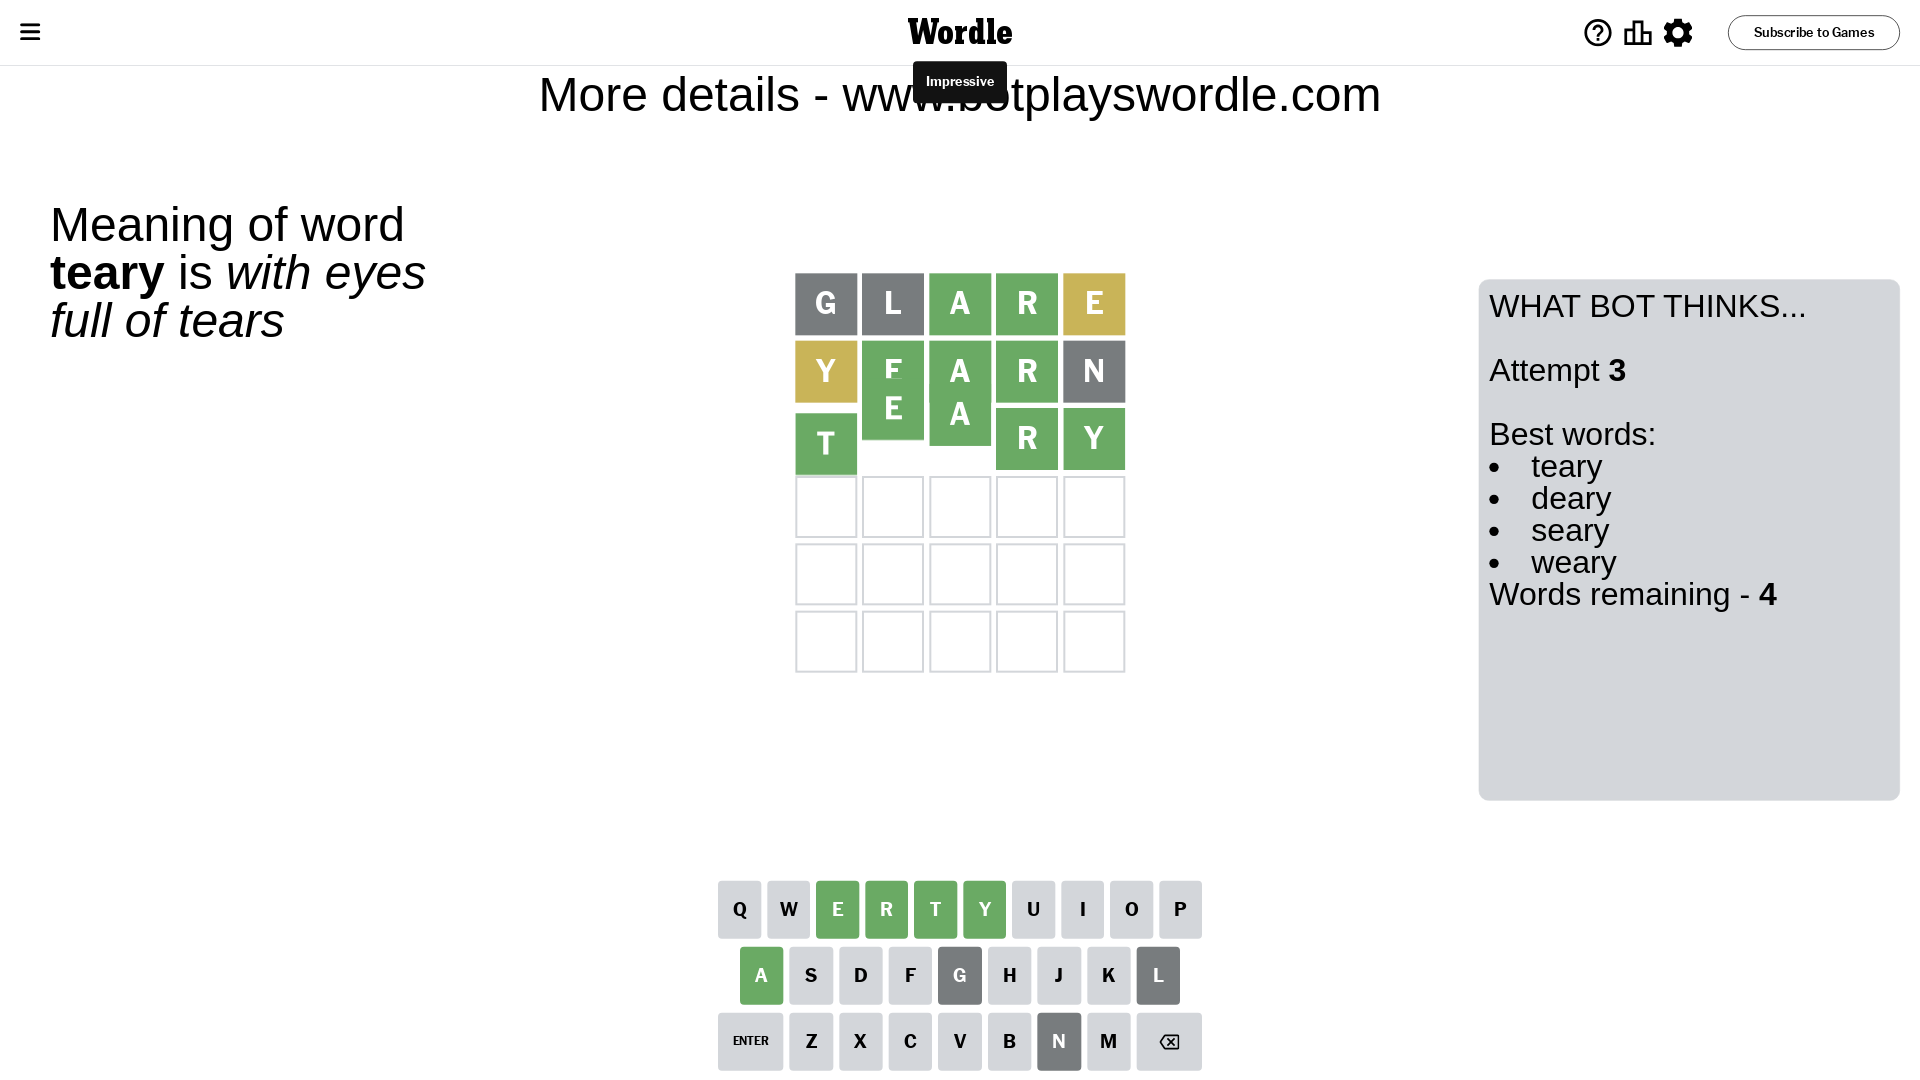 Wordle
Subscribe to Games
Impressive
More details - www.botplayswordle.com
Meaning of word
teary is with eyes
full of tears
G L A R E
Y E A R N
T E A R Y
WHAT BOT THINKS...
Attempt 3
Best words:
• teary
• deary
• seary
• weary
Words remaining - 4
Q W E R T Y U I O P
A S D F G H J K L
ENTER Z X C V B N M